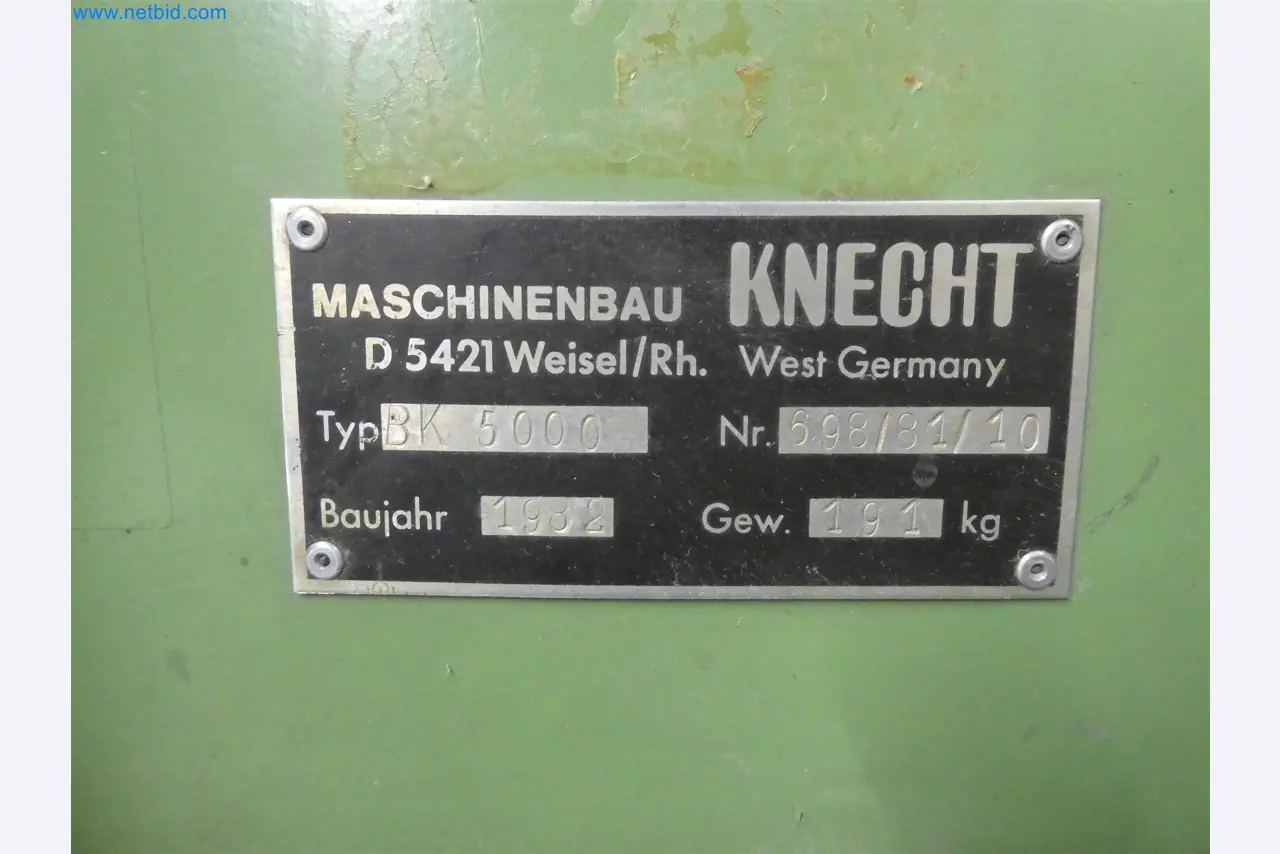 www.netbid.com
MASCHINENBAU KNECHT
D 5421 Weisel/Rh. West Germany
Typ BK 5000 Nr. 698/81/10
Baujahr 1982 Gew. 191 kg